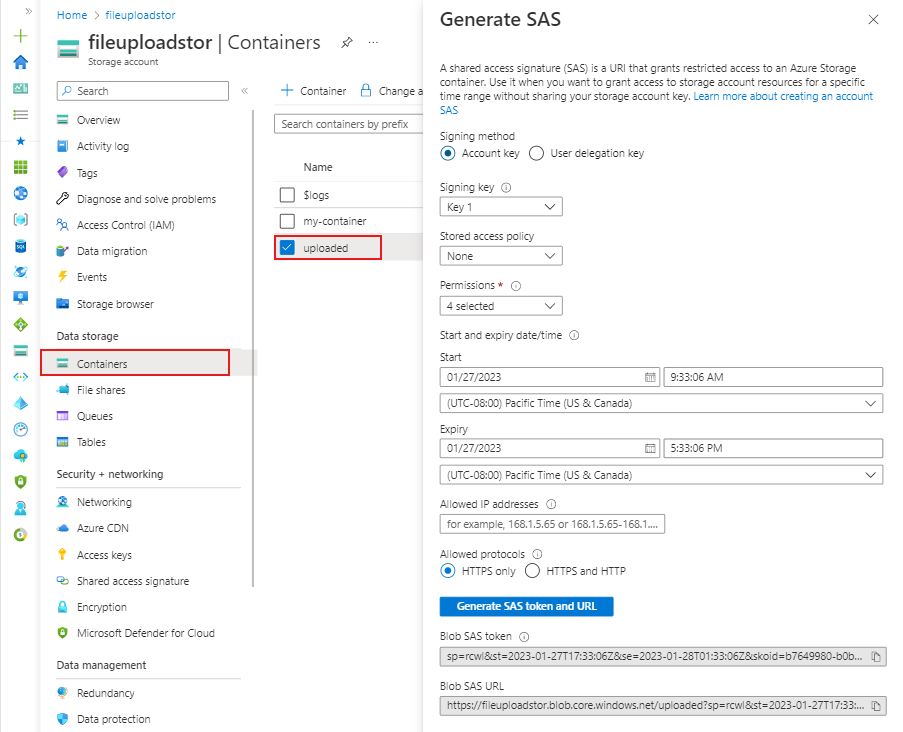 Home > fileuploadstor
fileuploadstor | Containers
Storage account
Search
Overview
Activity log
Tags
Diagnose and solve problems
Access Control (IAM)
Data migration
Events
Storage browser
Data storage
Containers
File shares
Queues
Tables
Security + networking
Networking
Azure CDN
Access keys
Shared access signature
Encryption
Microsoft Defender for Cloud
Data management
Redundancy
Data protection
+ Container Change a
Search containers by prefix
Name
$logs
my-container
uploaded
Generate SAS
A shared access signature (SAS) is a URI that grants restricted access to an Azure Storage
container. Use it when you want to grant access to storage account resources for a specific
time range without sharing your storage account key. Learn more about creating an account
SAS
Signing method
Account key User delegation key
Signing key
Key 1
Stored access policy
None
Permissions *
4 selected
Start and expiry date/time
Start
01/27/2023 9:33:06 AM
(UTC-08:00) Pacific Time (US & Canada)
Expiry
01/27/2023 5:33:06 PM
(UTC-08:00) Pacific Time (US & Canada)
Allowed IP addresses
for example, 168.1.5.65 or 168.1.5.65-168.1....
Allowed protocols
HTTPS only HTTPS and HTTP
Generate SAS token and URL
Blob SAS token
sp=rcwl&st=2023-01-27T17:33:06Z&se=2023-01-28T01:33:06Z&skoid=b7649980-b0b...
Blob SAS URL
https://fileuploadstor.blob.core.windows.net/uploaded?sp=rcwl&st=2023-01-27T17:33:...